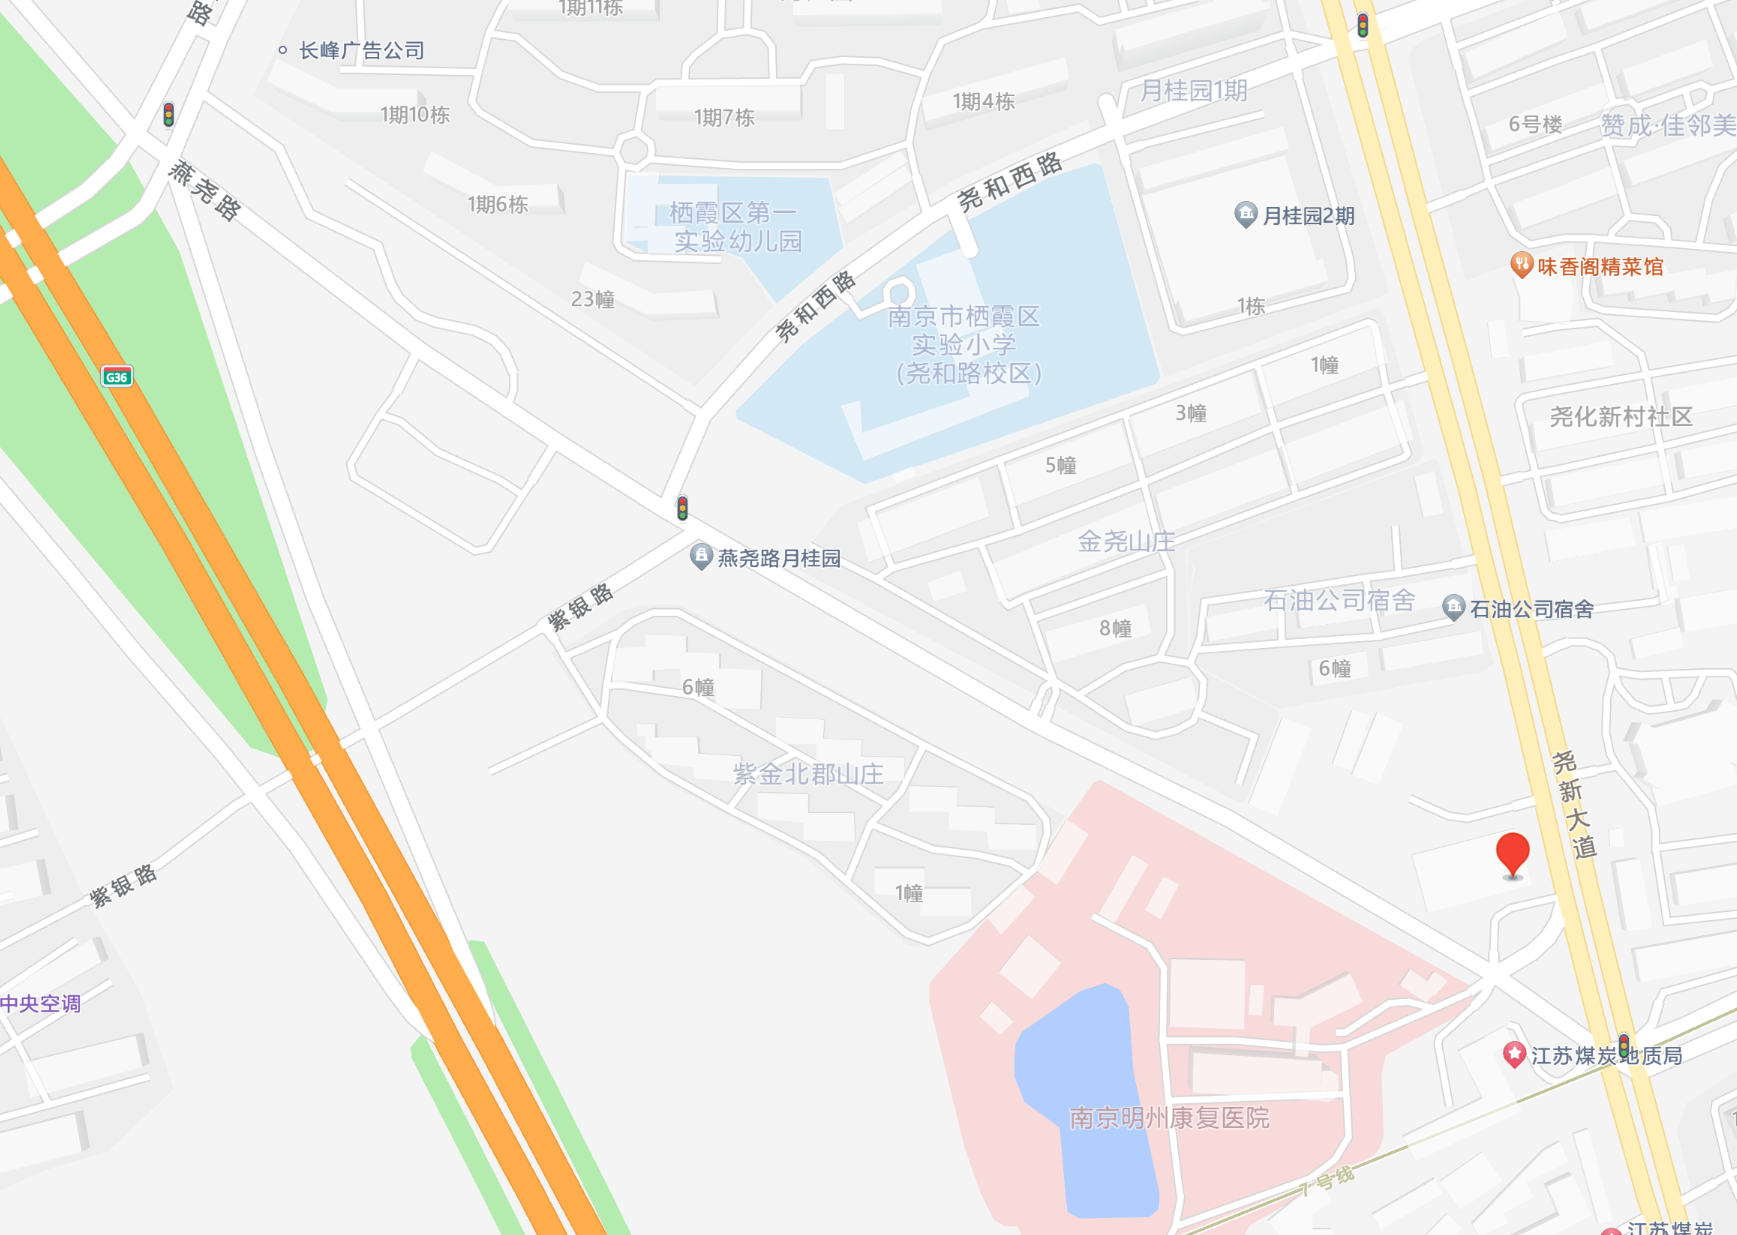 路
1期11栋
长峰广告公司
月桂园1期
1期10栋
1期7栋
1期4栋
6号楼
赞成·佳邻美
燕尧路
1期6栋
栖霞区第一
实验幼儿园
尧和西路
月桂园2期
味香阁精菜馆
23幢
尧和西路
南京市栖霞区
实验小学
(尧和路校区)
1栋
G36
1幢
3幢
尧化新村社区
5幢
金尧山庄
燕尧路月桂园
紫银路
石油公司宿舍
石油公司宿舍
8幢
6幢
6幢
紫金北郡山庄
尧新大道
紫银路
1幢
中央空调
江苏煤炭地质局
南京明州康复医院
7号线
江苏煤炭